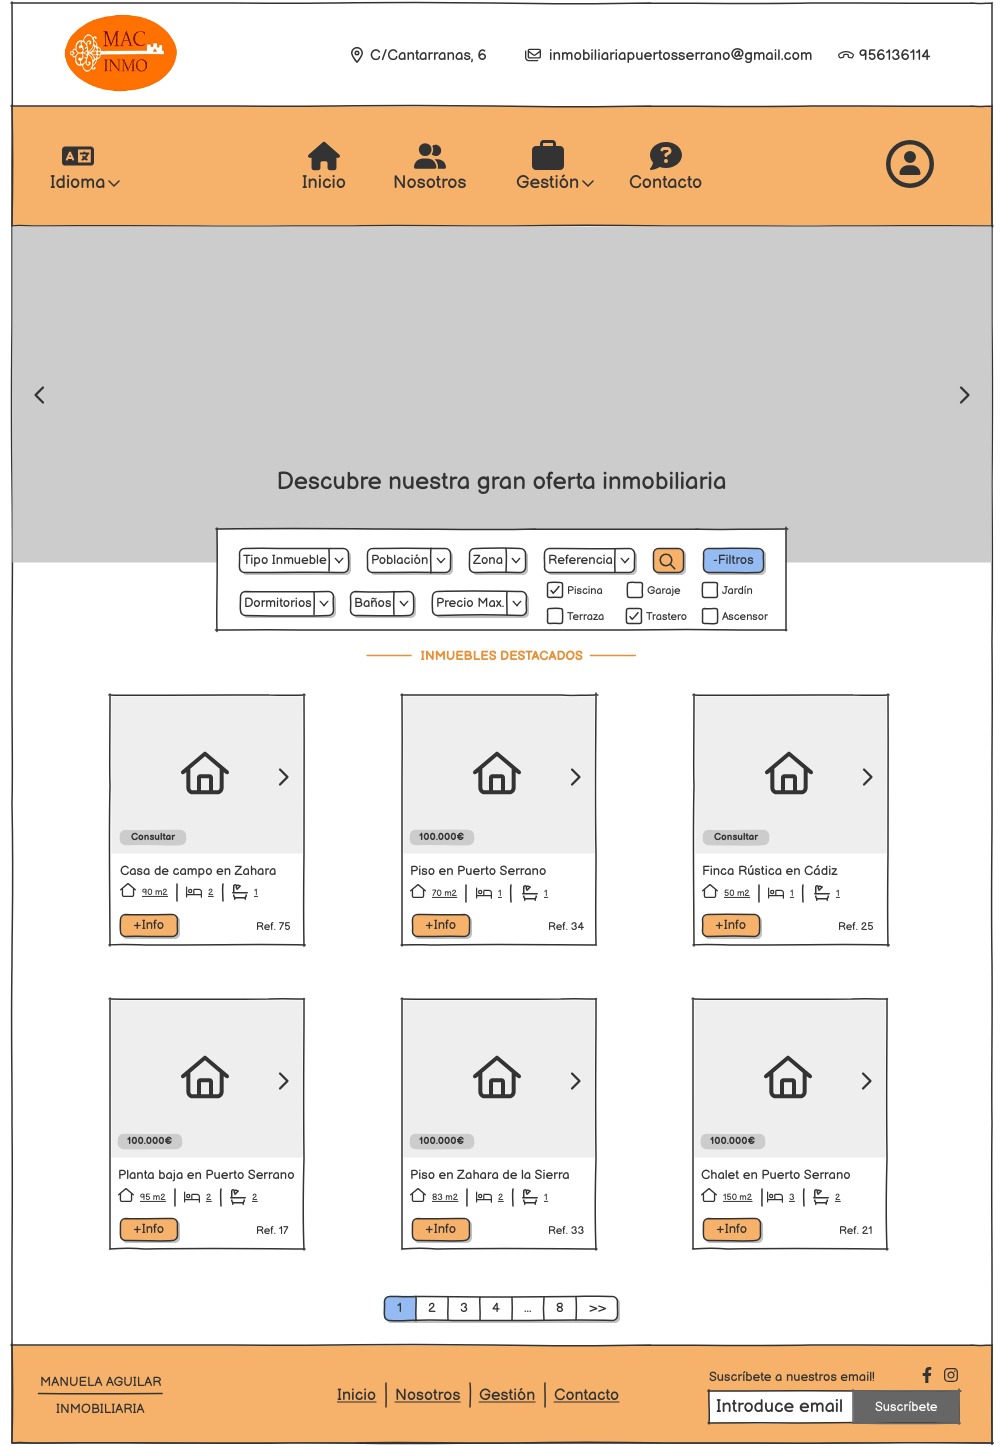 MAC
INMO
C/Cantarranas, 6 inmobiliariapuertosserrano@gmail.com 956136114
Idioma Inicio Nosotros Gestión Contacto
Descubre nuestra gran oferta inmobiliaria
Tipo Inmueble Población Zona Referencia -Filtros
Piscina Garaje Jardín
Dormitorios Baños Precio Max.
Terraza Trastero Ascensor
INMUEBLES DESTACADOS
Consultar
Casa de campo en Zahara
90 m2 2 1
+Info Ref. 75
100.000€
Piso en Puerto Serrano
70 m2 1 1
+Info Ref. 34
Consultar
Finca Rústica en Cádiz
50 m2 1 1
+Info Ref. 25
100.000€
Planta baja en Puerto Serrano
95 m2 2 2
+Info Ref. 17
100.000€
Piso en Zahara de la Sierra
83 m2 2 1
+Info Ref. 33
100.000€
Chalet en Puerto Serrano
150 m2 3 2
+Info Ref. 21
1 2 3 4 ... 8 >>
MANUELA AGUILAR
INMOBILIARIA
Inicio Nosotros Gestión Contacto
Suscríbete a nuestros email!
Introduce email Suscríbete